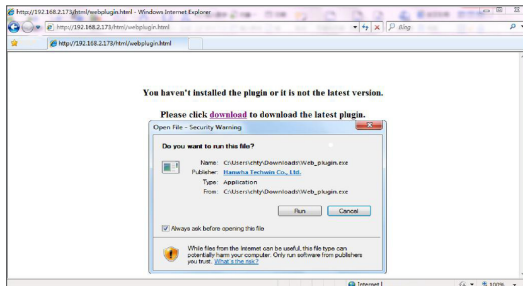 http://192.168.2.173/html/webplugin.html - Windows Internet Explorer
http://192.168.2.173/html/webplugin.html
Bing
http://192.168.2.173/html/webplugin.html
You haven't installed the plugin or it is not the latest version.
Please click download to download the latest plugin.
Open File - Security Warning
Do you want to run this file?
Name: C:\Users\chty\Downloads\Web_plugin.exe
Publisher: Hanwha Techwin Co., Ltd.
Type: Application
From: C:\Users\chty\Downloads\Web_plugin.exe
Run Cancel
Always ask before opening this file
While files from the Internet can be useful, this file type can
potentially harm your computer. Only run software from publishers
you trust. What's the risk?
Internet 100%